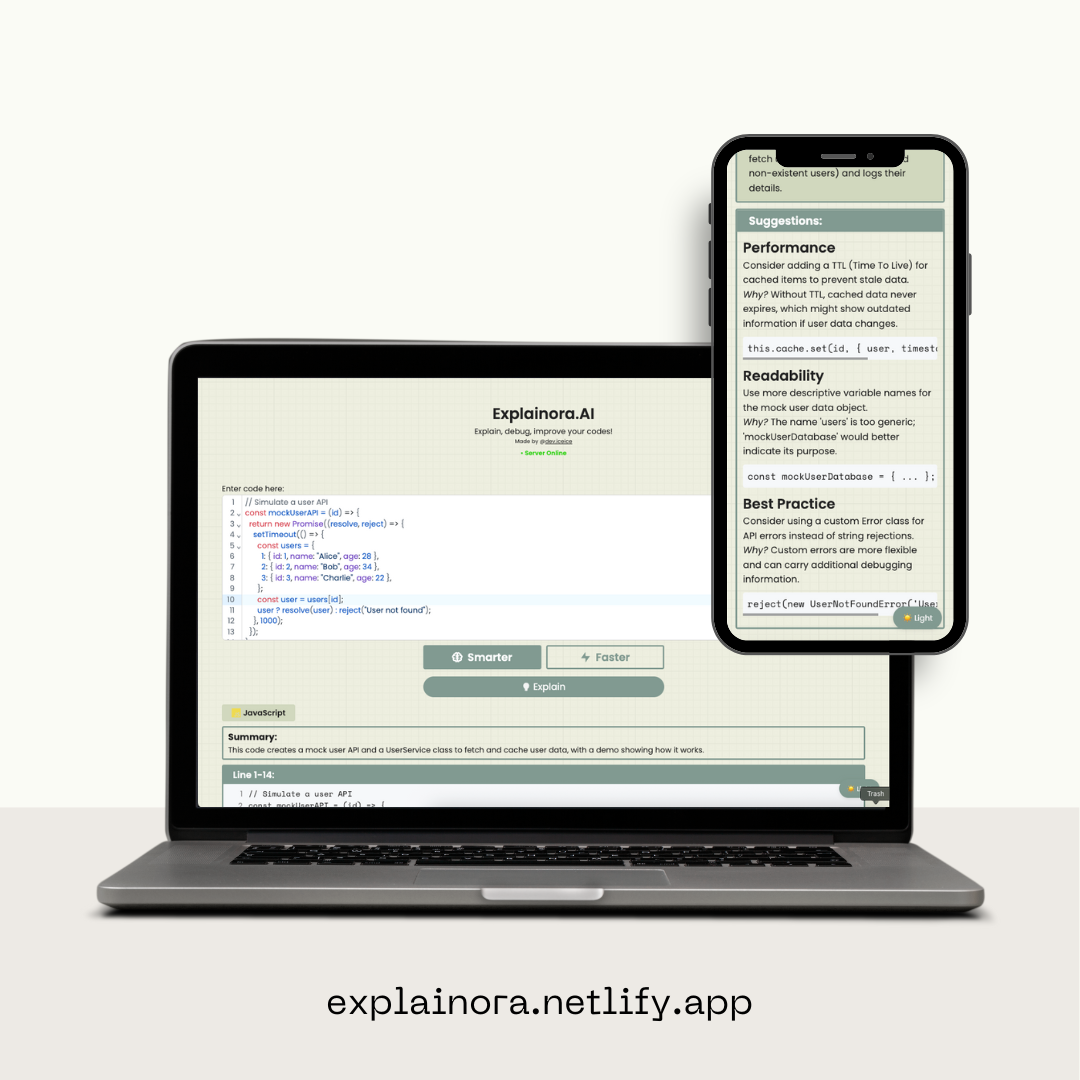 fetch
non-existent users) and logs their
details.
Suggestions:
Performance
Consider adding a TTL (Time To Live) for
cached items to prevent stale data.
Why? Without TTL, cached data never
expires, which might show outdated
information if user data changes.
this.cache.set(id, { user, timest
Readability
Use more descriptive variable names for
the mock user data object.
Why? The name 'users' is too generic;
'mockUserDatabase' would better
indicate its purpose.
const mockUserDatabase = { ... };
Best Practice
Consider using a custom Error class for
API errors instead of string rejections.
Why? Custom errors are more flexible
and can carry additional debugging
information.
reject(new UserNotFoundError('Use
Light
Explainora.AI
Explain, debug, improve your codes!
Made by @dev.iceice
• Server Online
Enter code here:
1 // Simulate a user API
2 const mockUserAPI = (id) => {
3 return new Promise((resolve, reject) => {
4 setTimeout(() => {
5 const users = {
6 1: { id: 1, name: "Alice", age: 28 },
7 2: { id: 2, name: "Bob", age: 34 },
8 3: { id: 3, name: "Charlie", age: 22 },
9 };
10 const user = users[id];
11 user ? resolve(user) : reject("User not found");
12 }, 1000);
13 });
Smarter
Faster
Explain
JavaScript
Summary:
This code creates a mock user API and a UserService class to fetch and cache user data, with a demo showing how it works.
Line 1-14:
1 // Simulate a user API
2 const mockUserAPI = (id) => {
Trash
explainora.netlify.app